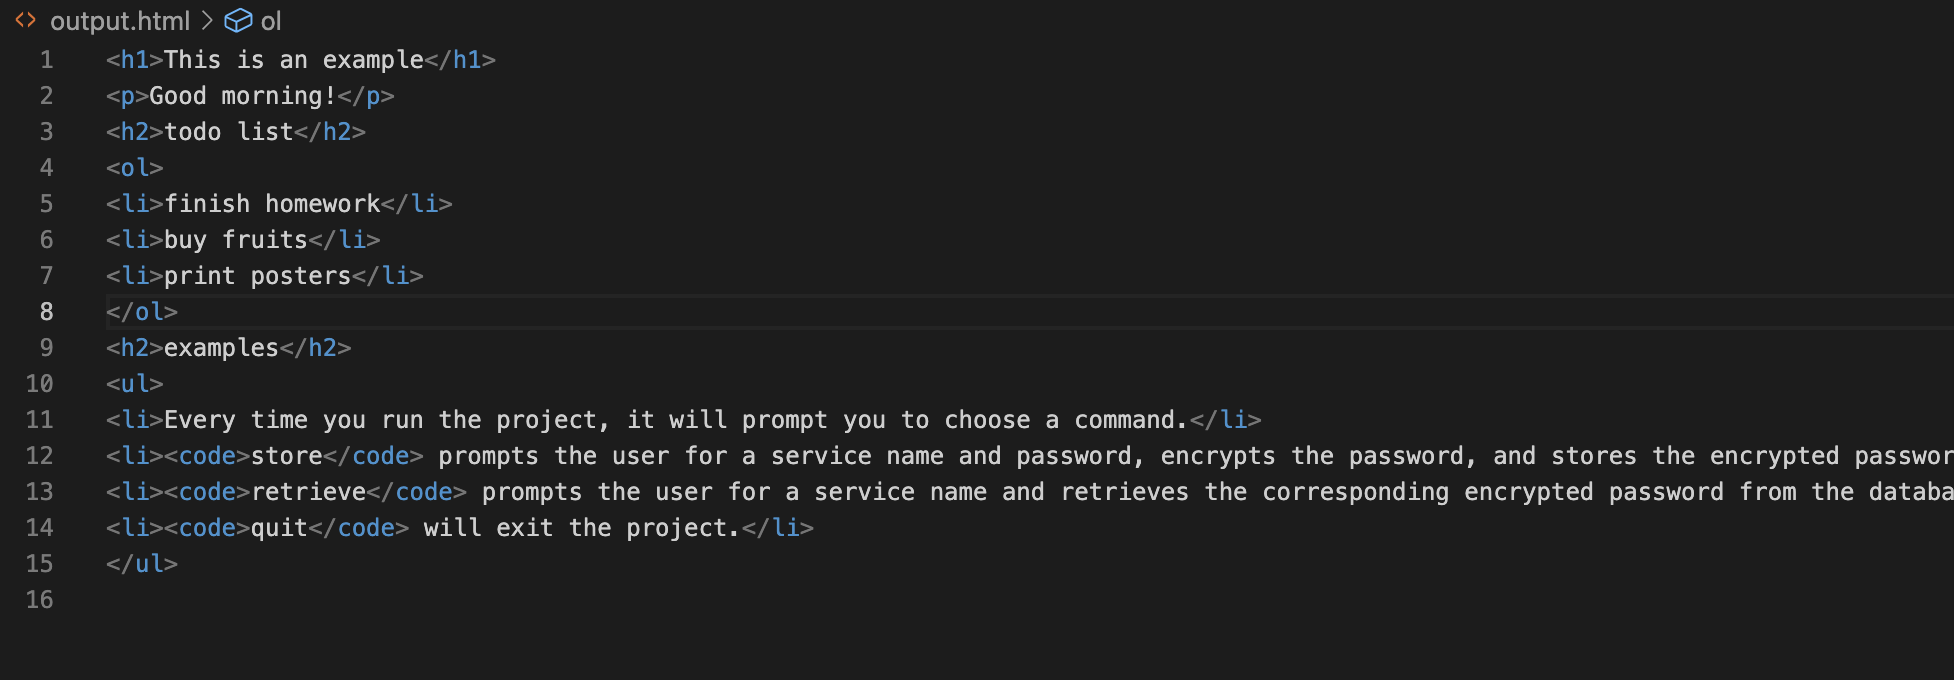 output.html > ol
1 <h1>This is an example</h1>
2 <p>Good morning!</p>
3 <h2>todo list</h2>
4 <ol>
5 <li>finish homework</li>
6 <li>buy fruits</li>
7 <li>print posters</li>
8 </ol>
9 <h2>examples</h2>
10 <ul>
11 <li>Every time you run the project, it will prompt you to choose a command.</li>
12 <li><code>store</code> prompts the user for a service name and password, encrypts the password, and stores the encrypted
13 <li><code>retrieve</code> prompts the user for a service name and retrieves the corresponding encrypted password from the
14 <li><code>quit</code> will exit the project.</li>
15 </ul>
16